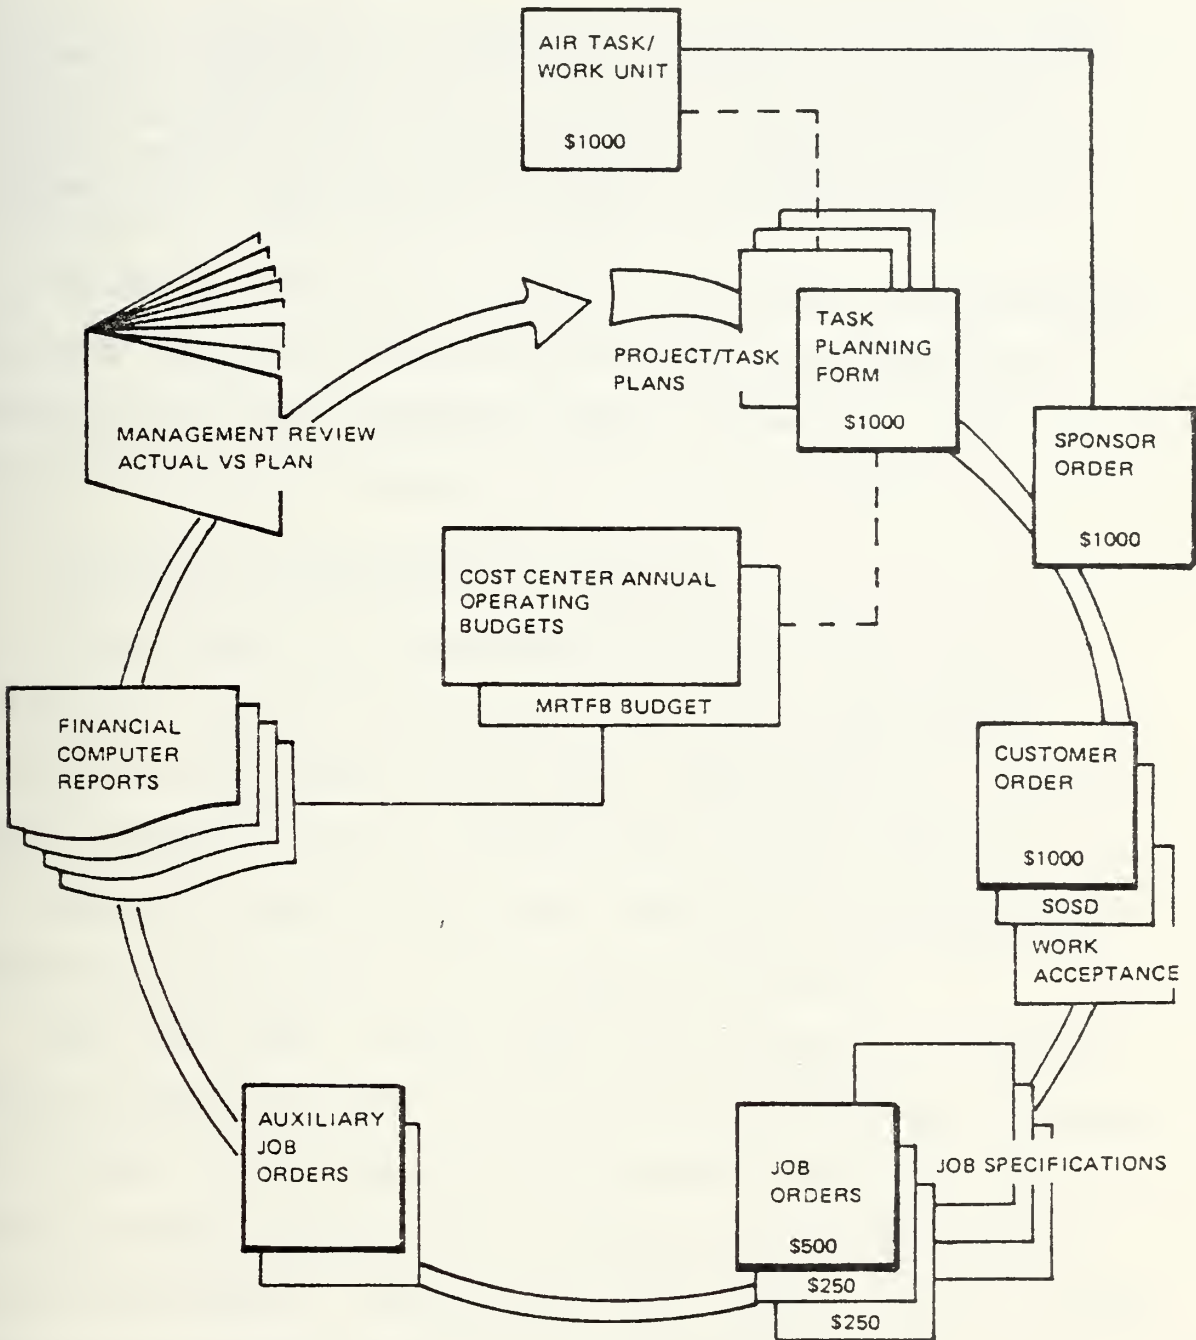 AIR TASK/
WORK UNIT
$1000
TASK
PLANNING
FORM
$1000
PROJECT/TASK
PLANS
MANAGEMENT REVIEW
ACTUAL VS PLAN
SPONSOR
ORDER
$1000
COST CENTER ANNUAL
OPERATING
BUDGETS
MRTFB BUDGET
FINANCIAL
COMPUTER
REPORTS
CUSTOMER
ORDER
$1000
SOSD
WORK
ACCEPTANCE
AUXILIARY
JOB
ORDERS
JOB
ORDERS
$500
$250
$250
JOB SPECIFICATIONS